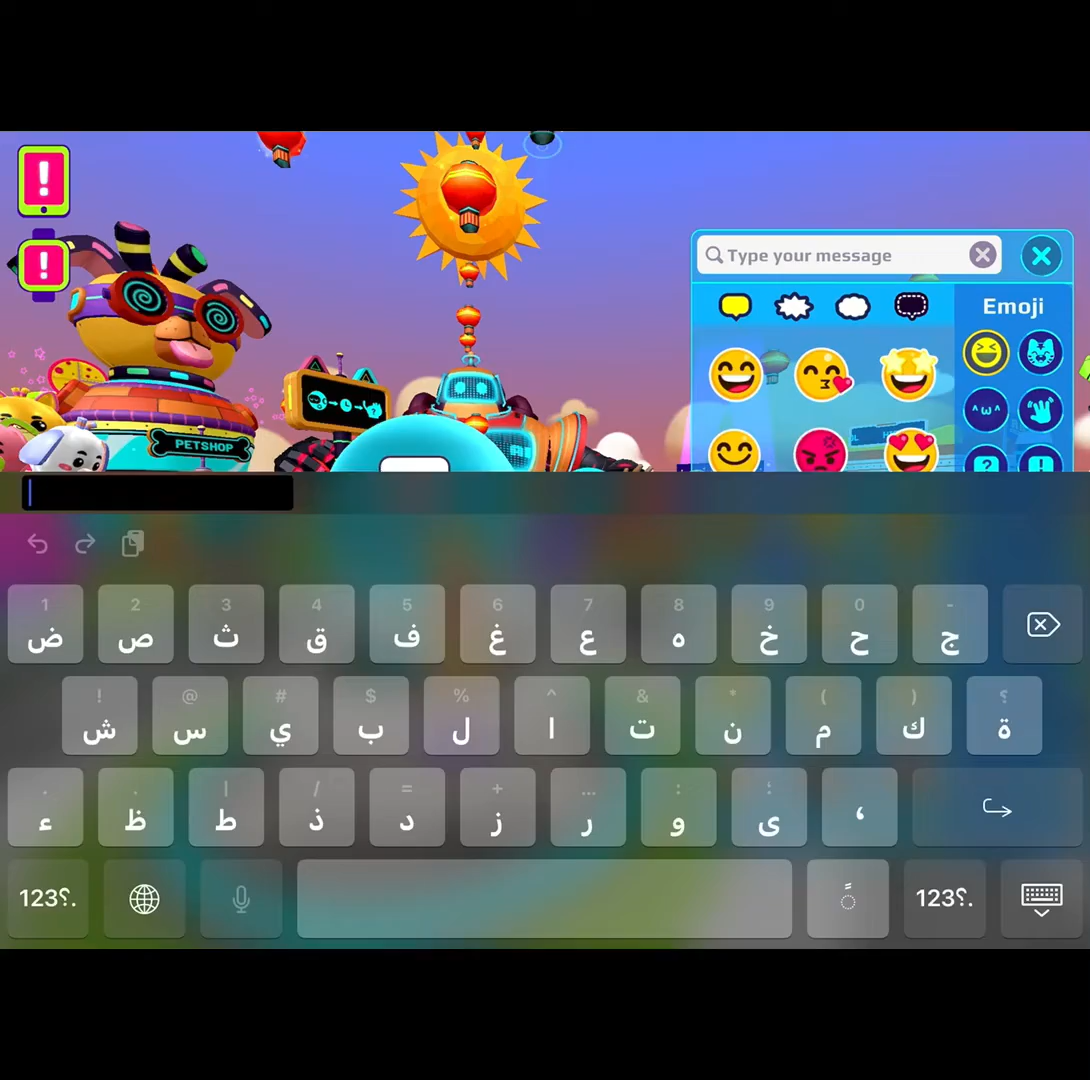 !
!
Type your message
Emoji
^ω^
PETSHOP
? !
1 2 3 4 5 6 7 8 9 0 -
ض ص ث ق ف غ ع ه خ ح ج
! @ # $ % ^ & * ( ) ؟
ش س ي ب ل ا ت ن م ك ة
. . | / = + ... : ؛
ء ظ ط ذ د ز ر و ى ،
123؟. 123؟.